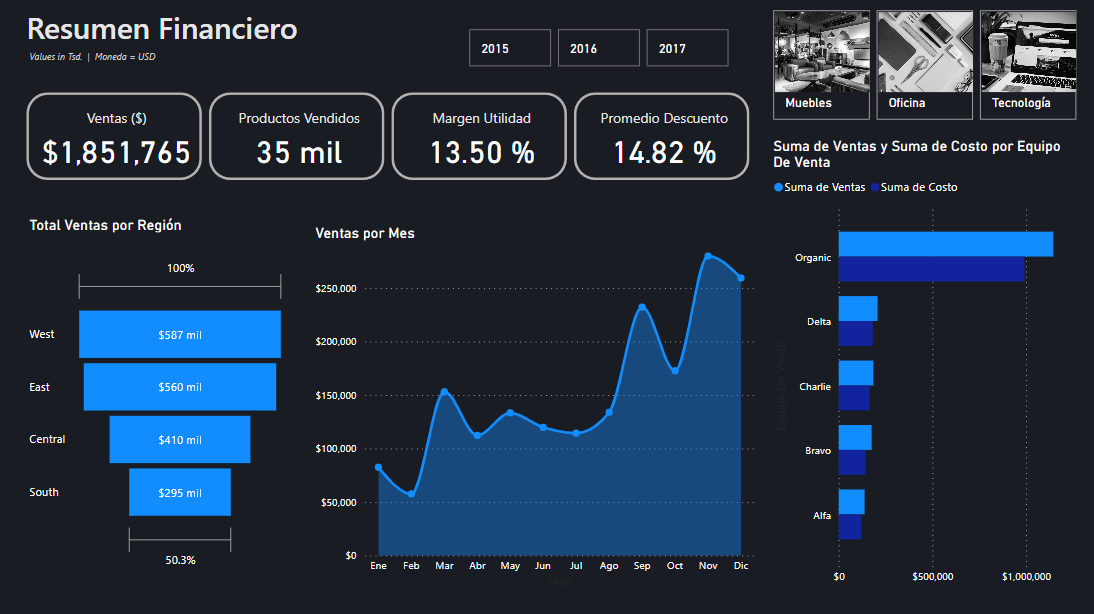 Resumen Financiero
Values in Tsd. | Moneda = USD
2015
2016
2017
Muebles
Oficina
Tecnología
Ventas ($)
$1,851,765
Productos Vendidos
35 mil
Margen Utilidad
13.50 %
Promedio Descuento
14.82 %
Suma de Ventas y Suma de Costo por Equipo
De Venta
Suma de Ventas
Suma de Costo
Equipo De Venta
Organic
Delta
Charlie
Bravo
Alfa
$0
$500,000
$1,000,000
Total Ventas por Región
100%
West
$587 mil
East
$560 mil
Central
$410 mil
South
$295 mil
50.3%
Ventas por Mes
$250,000
$200,000
$150,000
$100,000
$50,000
$0
Ene
Feb
Mar
Abr
May
Jun
Jul
Ago
Sep
Oct
Nov
Dic
Mes